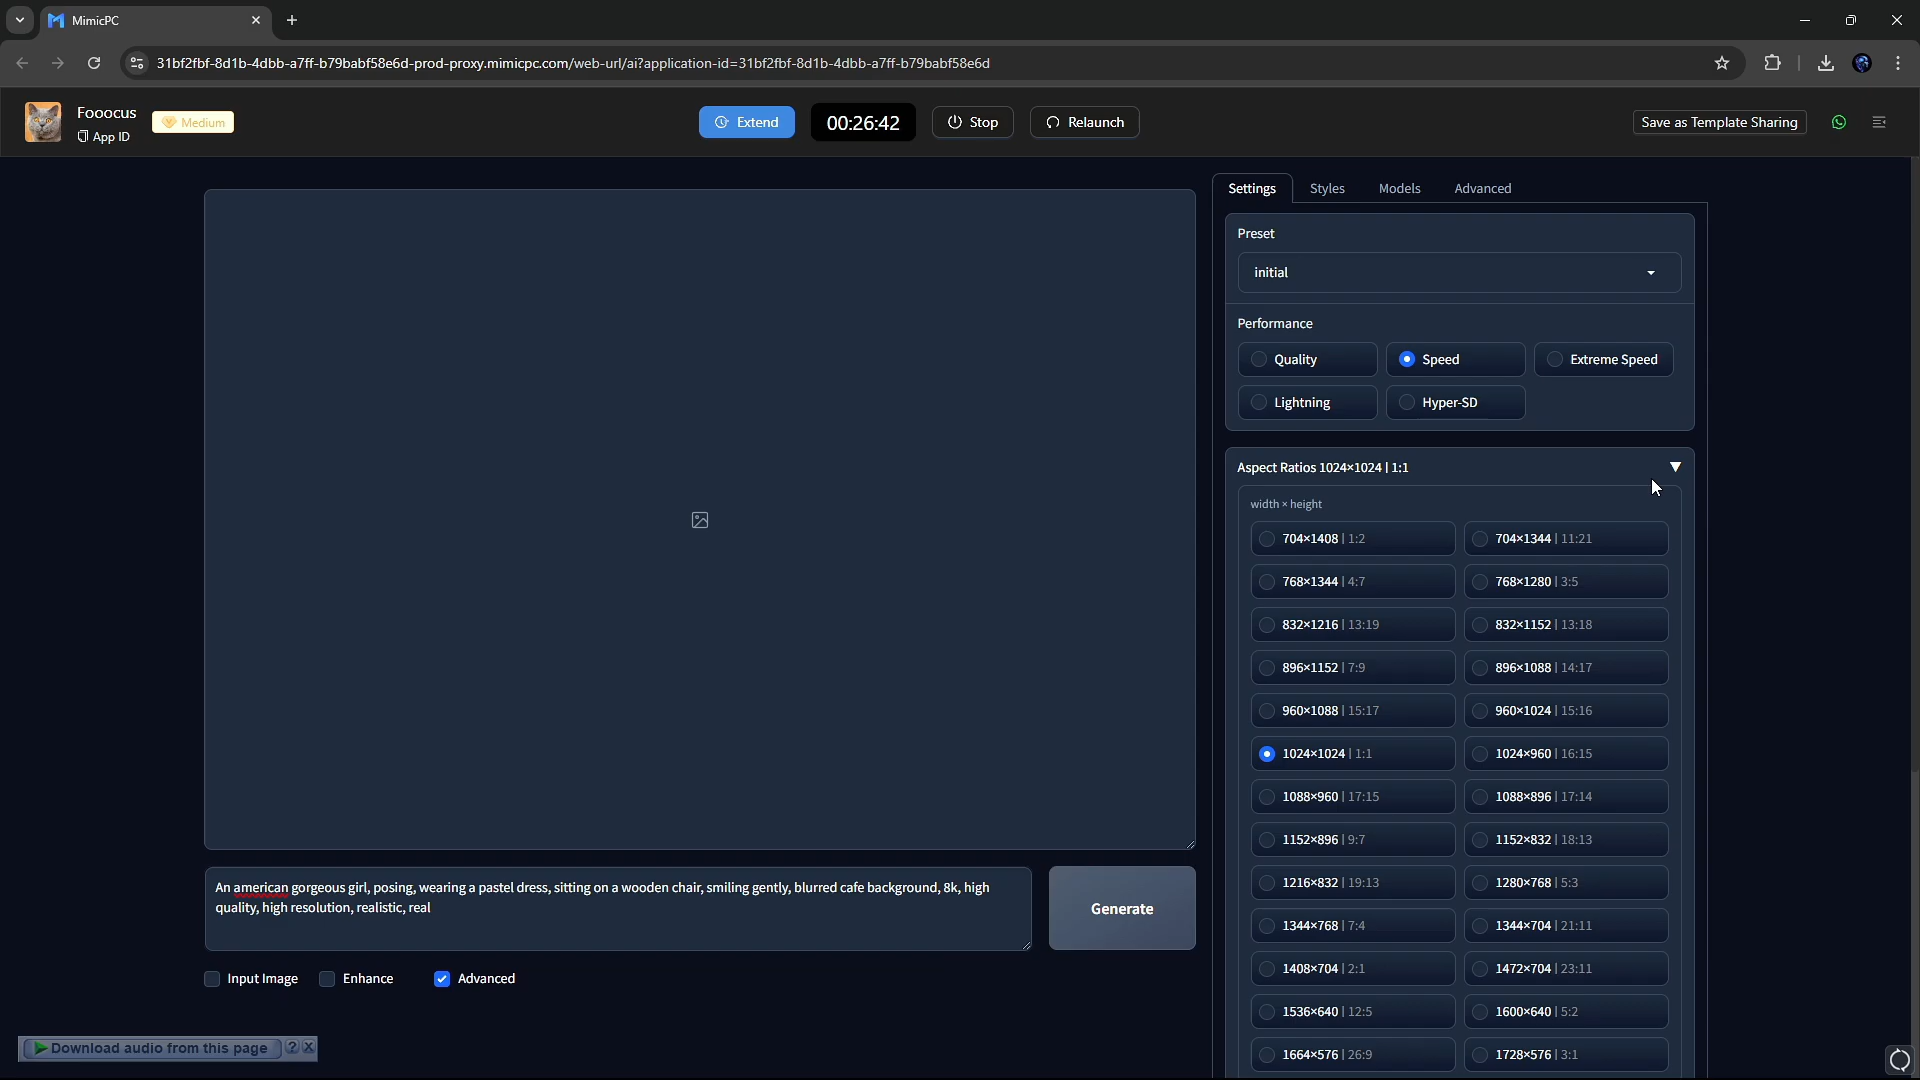 MimicPC
31bf2fbf-8d1b-4dbb-a7ff-b79babf58e6d-prod-proxy.mimicpc.com/web-url/ai?application-id=31bf2fbf-8d1b-4dbb-a7ff-b79babf58e6d
Fooocus
App ID
Medium
Extend
00:26:42
Stop
Relaunch
Save as Template Sharing
Settings
Styles
Models
Advanced
Preset
initial
Performance
Quality
Speed
Extreme Speed
Lightning
Hyper-SD
Aspect Ratios 1024×1024 | 1:1
width × height
704×1408 | 1:2
704×1344 | 11:21
768×1344 | 4:7
768×1280 | 3:5
832×1216 | 13:19
832×1152 | 13:18
896×1152 | 7:9
896×1088 | 14:17
960×1088 | 15:17
960×1024 | 15:16
1024×1024 | 1:1
1024×960 | 16:15
1088×960 | 17:15
1088×896 | 17:14
1152×896 | 9:7
1152×832 | 18:13
1216×832 | 19:13
1280×768 | 5:3
1344×768 | 7:4
1344×704 | 21:11
1408×704 | 2:1
1472×704 | 23:11
1536×640 | 12:5
1600×640 | 5:2
1664×576 | 26:9
1728×576 | 3:1
An american gorgeous girl, posing, wearing a pastel dress, sitting on a wooden chair, smiling gently, blurred cafe background, 8k, high
quality, high resolution, realistic, real
Generate
Input Image
Enhance
Advanced
Download audio from this page